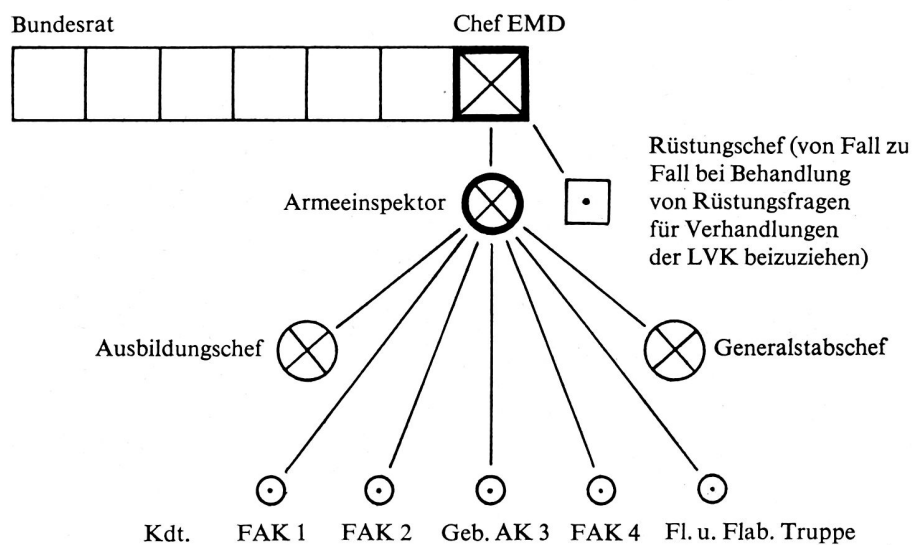 Bundesrat
Chef EMD
Rüstungschef (von Fall zu
Fall bei Behandlung
von Rüstungsfragen
für Verhandlungen
der LVK beizuziehen)
Armeeinspektor
Ausbildungschef
Generalstabschef
Kdt. FAK 1 FAK 2 Geb. AK 3 FAK 4 Fl. u. Flab. Truppe